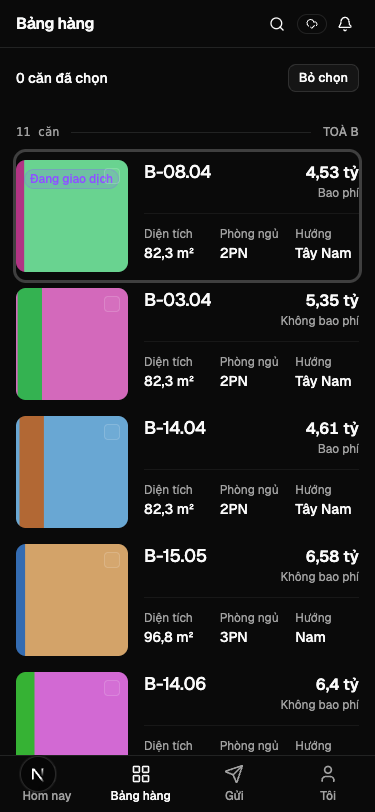 Bảng hàng
0 căn đã chọn
Bỏ chọn
11 căn
TOÀ B
Đang giao dịch
B-08.04
4,53 tỷ
Bao phí
Diện tích Phòng ngủ Hướng
82,3 m² 2PN Tây Nam
B-03.04
5,35 tỷ
Không bao phí
Diện tích Phòng ngủ Hướng
82,3 m² 2PN Tây Nam
B-14.04
4,61 tỷ
Bao phí
Diện tích Phòng ngủ Hướng
82,3 m² 2PN Tây Nam
B-15.05
6,58 tỷ
Không bao phí
Diện tích Phòng ngủ Hướng
96,8 m² 3PN Nam
B-14.06
6,4 tỷ
Không bao phí
Diện tích Phòng ngủ Hướng
N
Hôm nay Bảng hàng Gửi Tôi